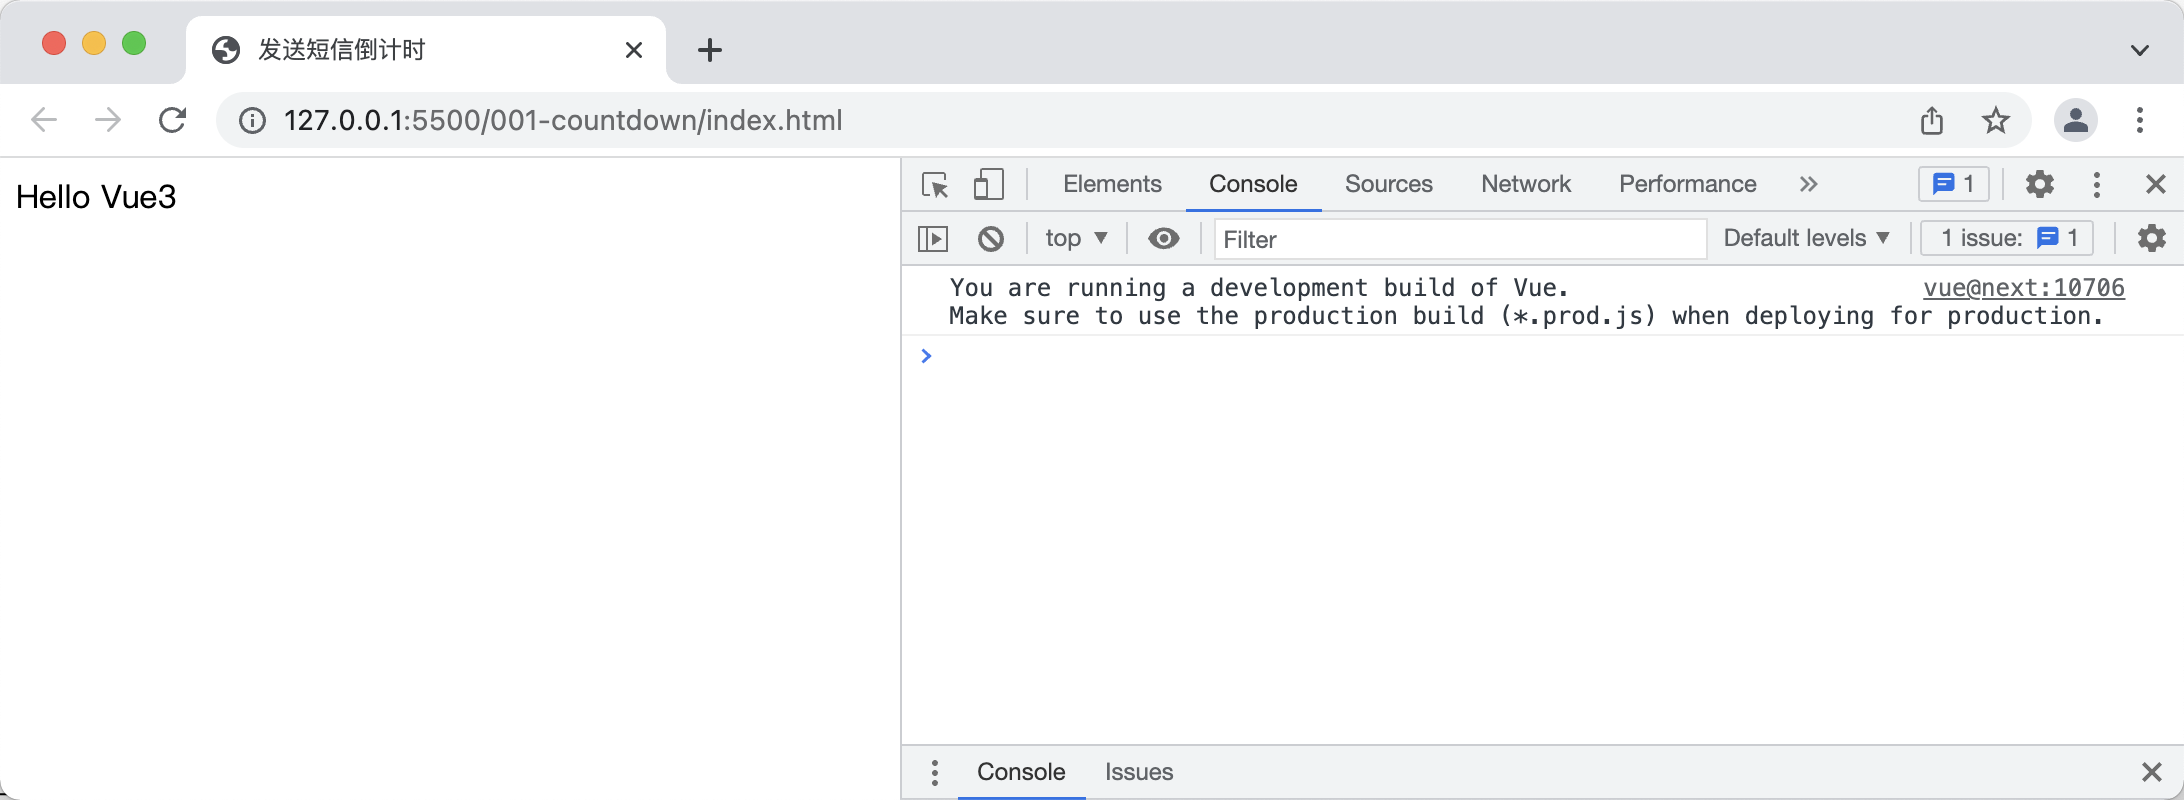 发送短信倒计时
127.0.0.1:5500/001-countdown/index.html
Hello Vue3
Elements Console Sources Network Performance 1
top Filter Default levels 1 issue: 1
You are running a development build of Vue. vue@next:10706
Make sure to use the production build (*.prod.js) when deploying for production.
Console Issues